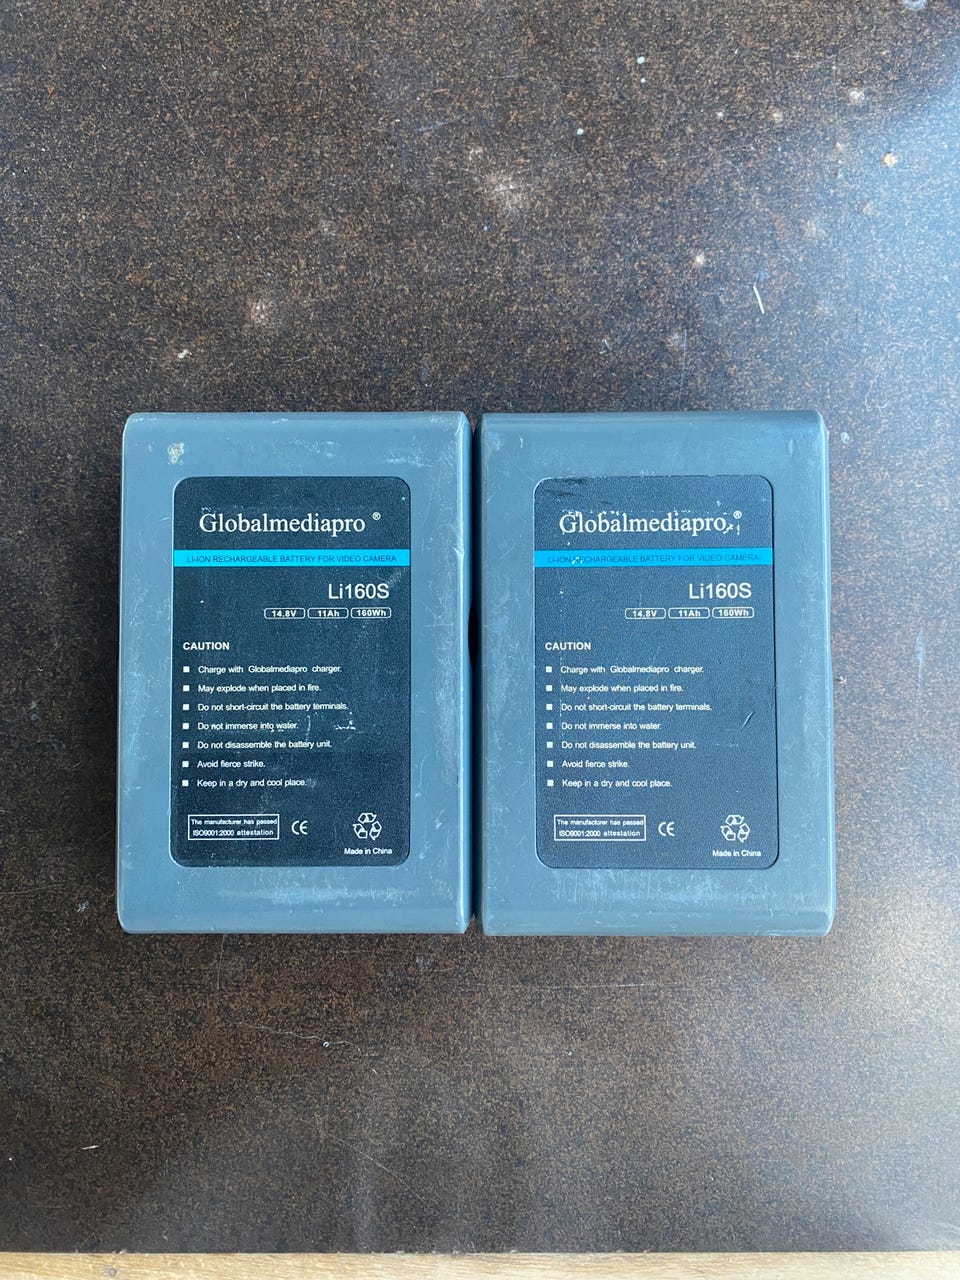 Globalmediapro ®
LI-ION RECHARGEABLE BATTERY FOR VIDEO CAMERA
Li160S
14.8V 11Ah 160Wh
CAUTION
Charge with Globalmediapro charger.
May explode when placed in fire.
Do not short-circuit the battery terminals.
Do not immerse into water.
Do not disassemble the battery unit.
Avoid fierce strike.
Keep in a dry and cool place.
The manufacturer has passed
ISO9001:2000 attestation
CE
Made in China
Globalmediapro ®
LI-ION RECHARGEABLE BATTERY FOR VIDEO CAMERA
Li160S
14.8V 11Ah 160Wh
CAUTION
Charge with Globalmediapro charger.
May explode when placed in fire.
Do not short-circuit the battery terminals.
Do not immerse into water.
Do not disassemble the battery unit.
Avoid fierce strike.
Keep in a dry and cool place.
The manufacturer has passed
ISO9001:2000 attestation
CE
Made in China